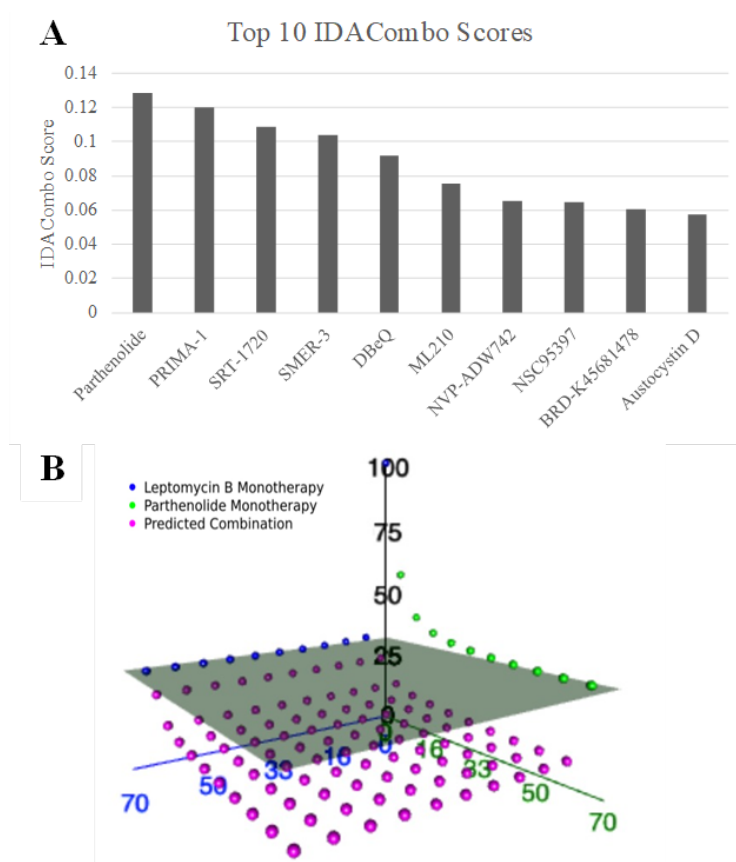 A
Top 10 IDACombo Scores
IDACombo Score
0.14
0.12
0.1
0.08
0.06
0.04
0.02
0
Parthenolide
PRIMA-1
SRT-1720
SMER-3
DBeQ
ML210
NVP-ADW742
NSC95397
BRD-K45681478
Austocystin D
B
Leptomycin B Monotherapy
Parthenolide Monotherapy
Predicted Combination
100
75
50
25
0
0
16
33
50
70
0
16
33
50
70